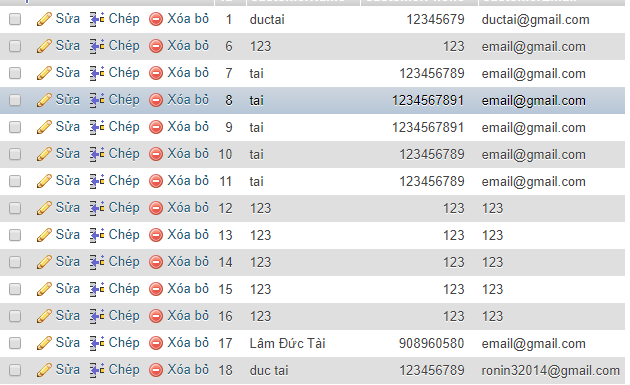 Sửa Chép Xóa bỏ 1 ductai 12345679 ductai@gmail.com
Sửa Chép Xóa bỏ 6 123 123 email@gmail.com
Sửa Chép Xóa bỏ 7 tai 123456789 email@gmail.com
Sửa Chép Xóa bỏ 8 tai 1234567891 email@gmail.com
Sửa Chép Xóa bỏ 9 tai 1234567891 email@gmail.com
Sửa Chép Xóa bỏ 10 tai 123456789 email@gmail.com
Sửa Chép Xóa bỏ 11 tai 123456789 email@gmail.com
Sửa Chép Xóa bỏ 12 123 123 123
Sửa Chép Xóa bỏ 13 123 123 123
Sửa Chép Xóa bỏ 14 123 123 123
Sửa Chép Xóa bỏ 15 123 123 123
Sửa Chép Xóa bỏ 16 123 123 123
Sửa Chép Xóa bỏ 17 Lâm Đức Tài 908960580 email@gmail.com
Sửa Chép Xóa bỏ 18 duc tai 123456789 ronin32014@gmail.com